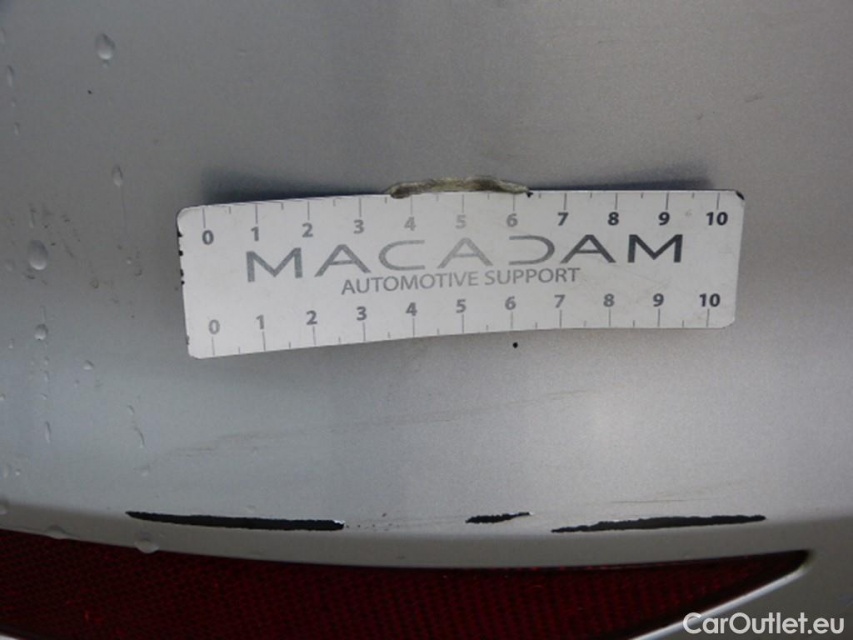 0 1 2 3 4 5 6 7 8 9 10
MACADAM
AUTOMOTIVE SUPPORT
0 1 2 3 4 5 6 7 8 9 10
CarOutlet.eu